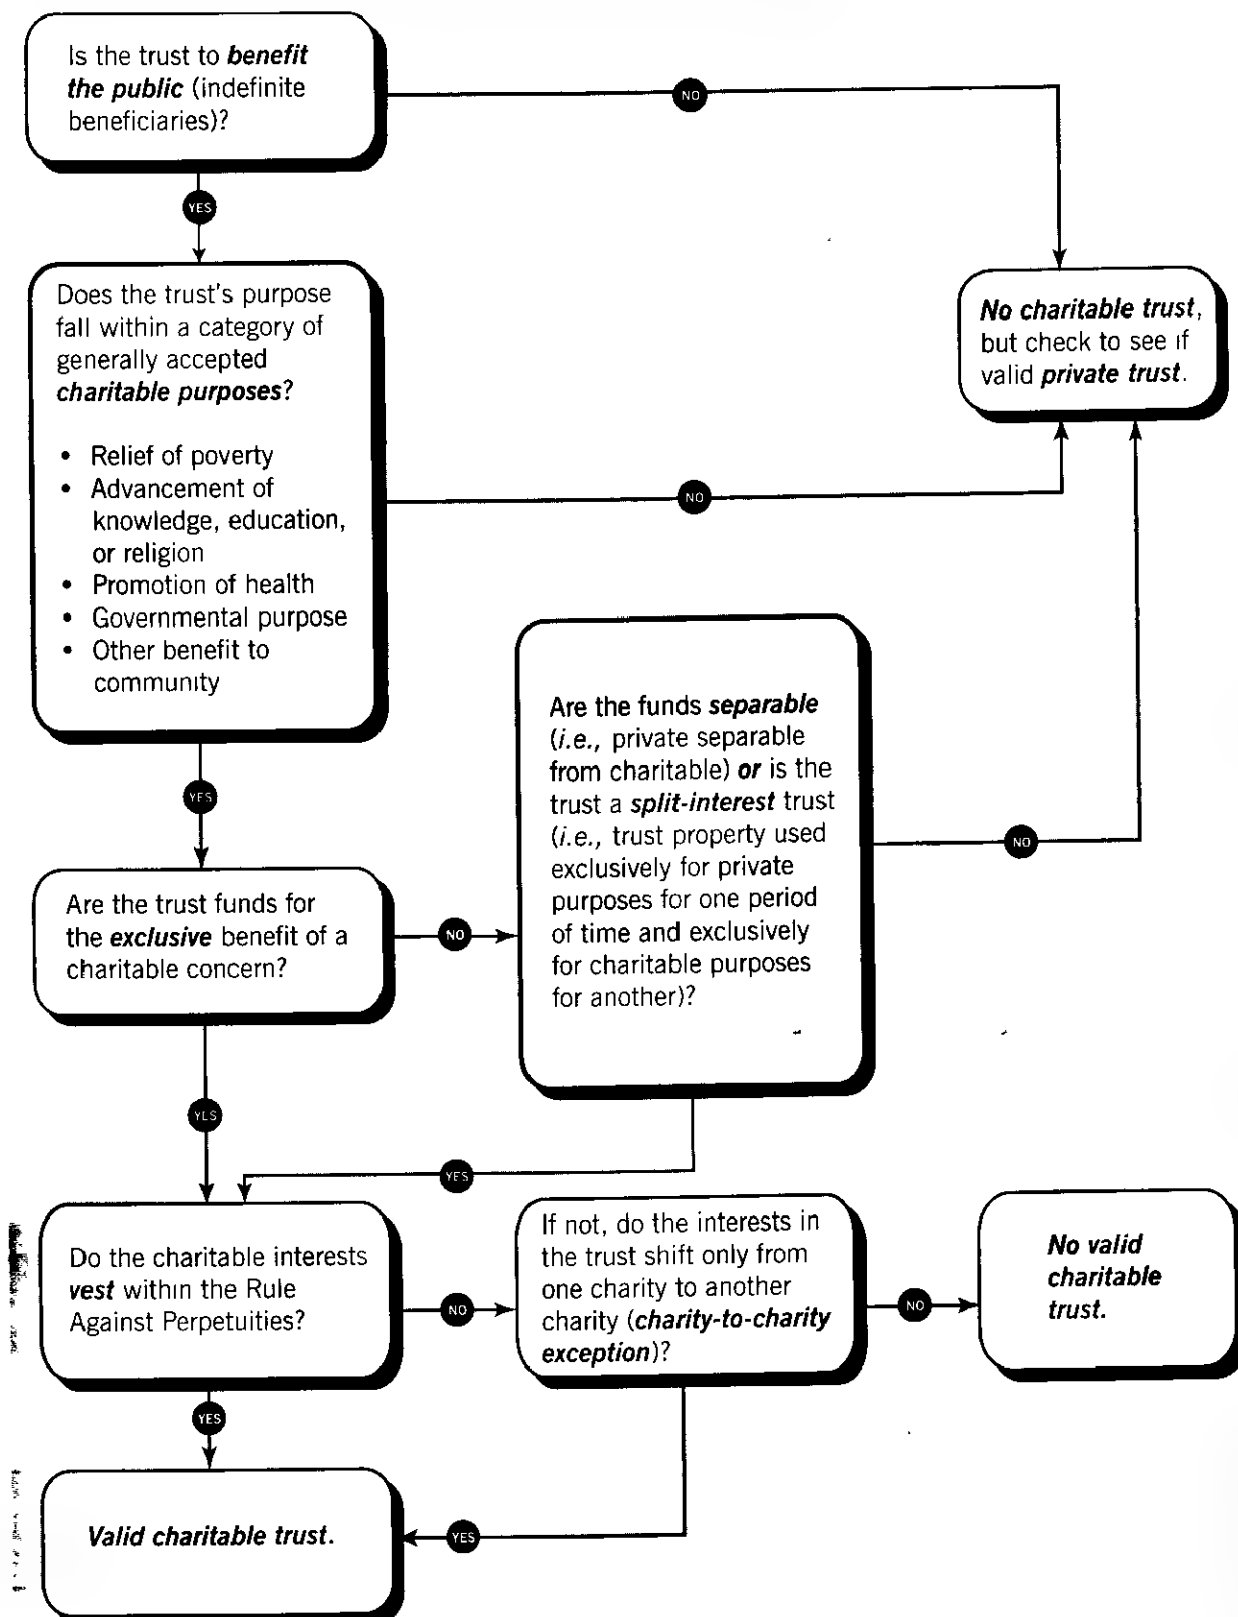 Is the trust to benefit
the public (indefinite
beneficiaries)?
NO
YES
Does the trust's purpose
fall within a category of
generally accepted
charitable purposes?
• Relief of poverty
• Advancement of
knowledge, education,
or religion
• Promotion of health
• Governmental purpose
• Other benefit to
community
No charitable trust,
but check to see if
valid private trust.
NO
YES
Are the funds separable
(i.e., private separable
from charitable) or is the
trust a split-interest trust
(i.e., trust property used
exclusively for private
purposes for one period
of time and exclusively
for charitable purposes
for another)?
NO
Are the trust funds for
the exclusive benefit of a
charitable concern?
NO
YES
YES
Do the charitable interests
vest within the Rule
Against Perpetuities?
NO
If not, do the interests in
the trust shift only from
one charity to another
charity (charity-to-charity
exception)?
NO
No valid
charitable
trust.
YES
Valid charitable trust.
YES